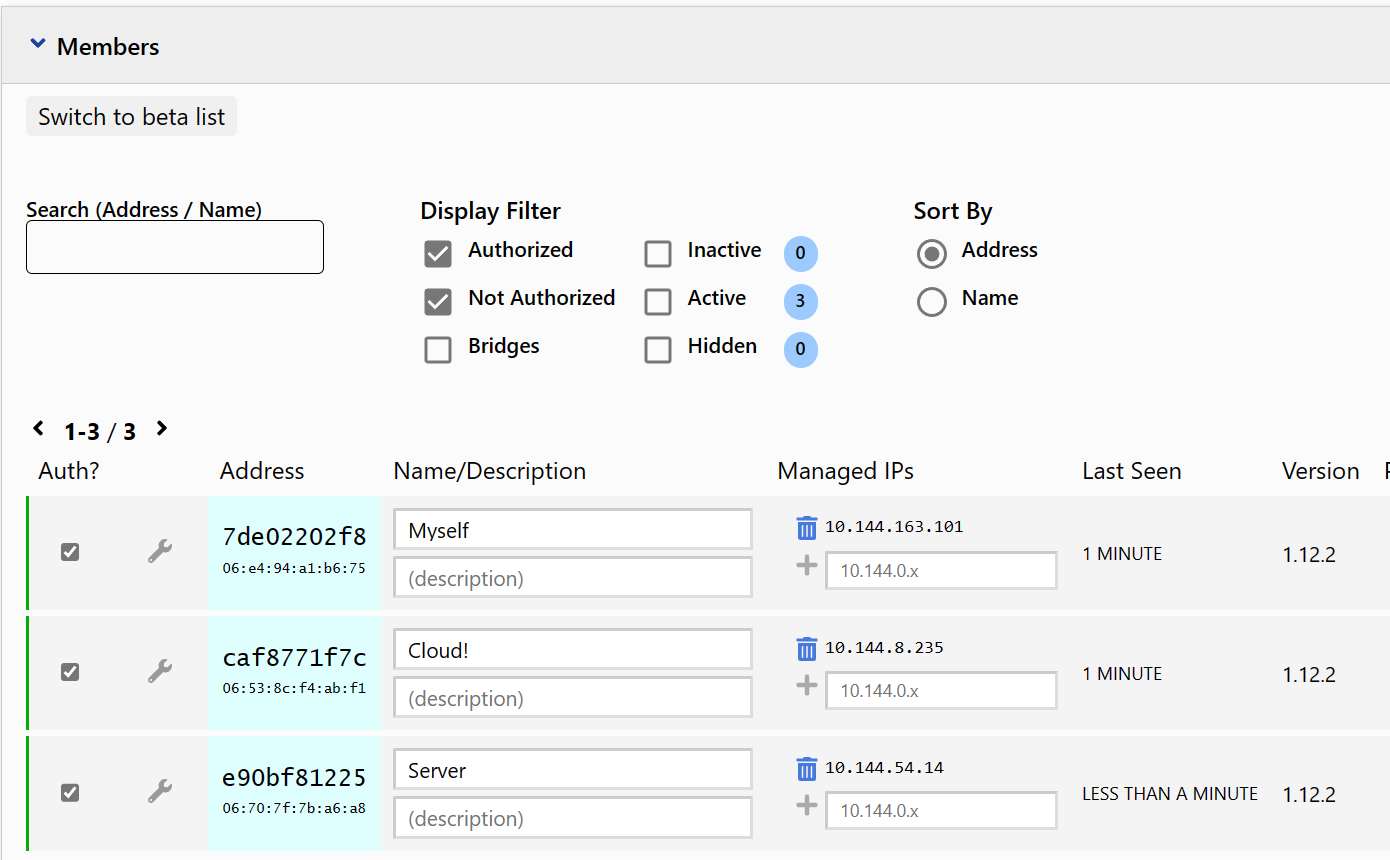 Members
Switch to beta list
Search (Address / Name)
Display Filter
Sort By
Authorized
Inactive
0
Address
Not Authorized
Active
3
Name
Bridges
Hidden
0
1-3 / 3
Auth?
Address
Name/Description
Managed IPs
Last Seen
Version
7de02202f8
06:e4:94:a1:b6:75
Myself
(description)
10.144.163.101
10.144.0.x
1 MINUTE
1.12.2
caf8771f7c
06:53:8c:f4:ab:f1
Cloud!
(description)
10.144.8.235
10.144.0.x
1 MINUTE
1.12.2
e90bf81225
06:70:7f:7b:a6:a8
Server
(description)
10.144.54.14
10.144.0.x
LESS THAN A MINUTE
1.12.2